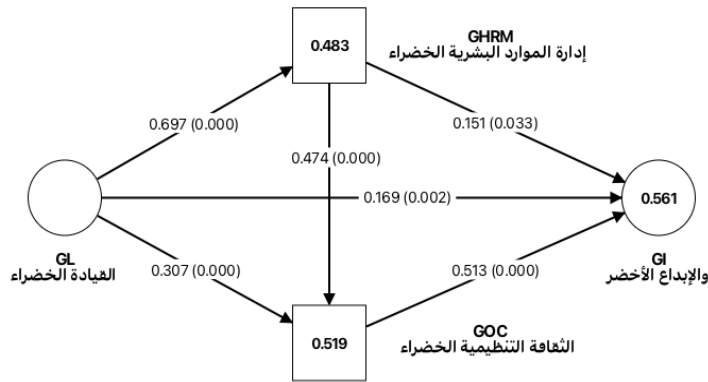 GHRM
0.483
إدارة الموارد البشرية الخضراء
0.697 (0.000)
0.151 (0.033)
0.474 (0.000)
0.169 (0.002)
0.561
GL
القيادة الخضراء
0.307 (0.000)
0.513 (0.000)
GI
والإبداع الأخضر
GOC
0.519
الثقافة التنظيمية الخضراء